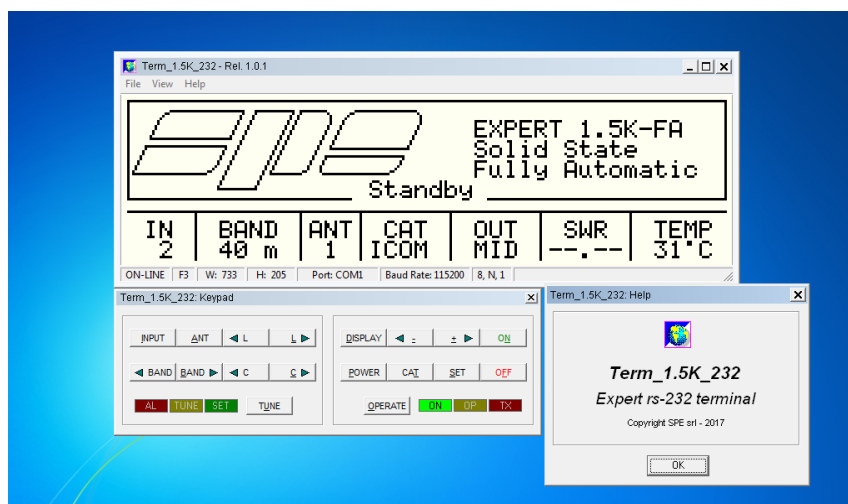 Term_1.5K_232 - Rel. 1.0.1
File View Help
spe
EXPERT 1.5K-FA
Solid State
Fully Automatic
Standby
IN BAND ANT CAT OUT SWR TEMP
2 40 m 1 ICOM MID --.-- 31°C
ON-LINE F3 W: 733 H: 205 Port: COM1 Baud Rate: 115200 8, N, 1
Term_1.5K_232: Keypad
INPUT ANT ◀ L L ▶ DISPLAY ◀ - ± ▶ ON
◀ BAND BAND ▶ ◀ C C ▶ POWER CAT SET OFF
AL TUNE SET TUNE OPERATE ON OP TX
Term_1.5K_232: Help
Term_1.5K_232
Expert rs-232 terminal
Copyright SPE srl - 2017
OK